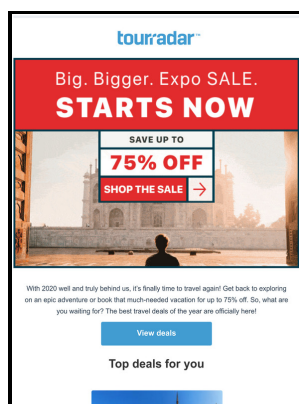 tourradar
Big. Bigger. Expo SALE.
STARTS NOW
SAVE UP TO
75% OFF
SHOP THE SALE →
With 2020 well and truly behind us, it's finally time to travel again! Get back to exploring
on an epic adventure or book that much-needed vacation for up to 75% off. So, what are
you waiting for? The best travel deals of the year are officially here!
View deals
Top deals for you